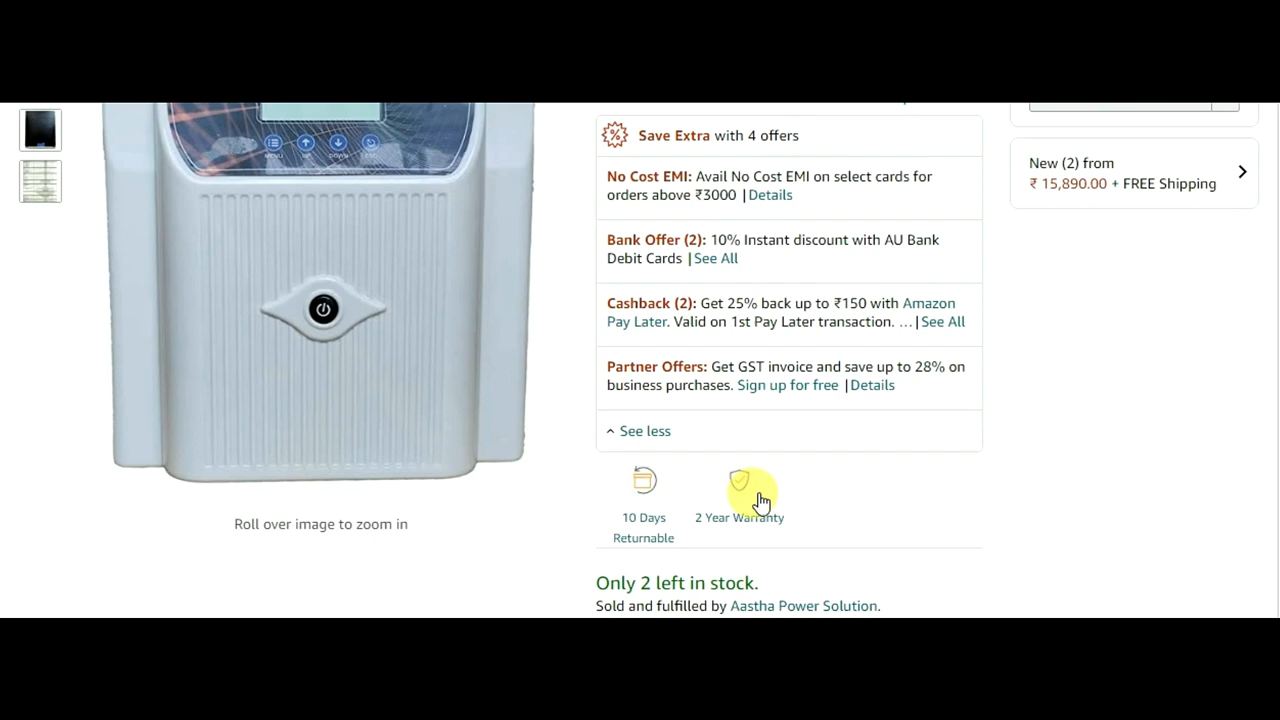 MENU UP DOWN
Roll over image to zoom in
Save Extra with 4 offers
No Cost EMI: Avail No Cost EMI on select cards for
orders above ₹3000 | Details
Bank Offer (2): 10% Instant discount with AU Bank
Debit Cards | See All
Cashback (2): Get 25% back up to ₹150 with Amazon
Pay Later. Valid on 1st Pay Later transaction. ... | See All
Partner Offers: Get GST invoice and save up to 28% on
business purchases. Sign up for free | Details
See less
10 Days
Returnable
2 Year Warranty
Only 2 left in stock.
Sold and fulfilled by Aastha Power Solution.
New (2) from
₹ 15,890.00 + FREE Shipping